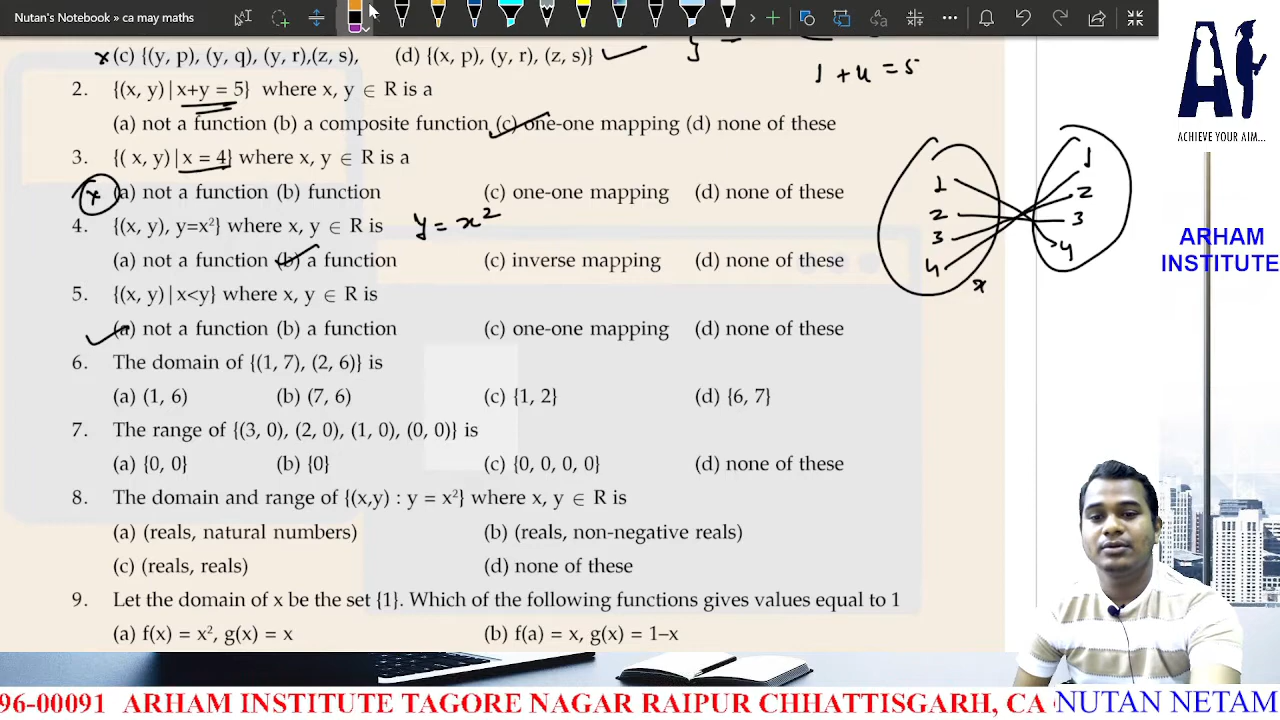 Nutan's Notebook » ca may maths
x(c) {(y, p), (y, q), (y, r),(z, s), (d) {(x, p), (y, r), (z, s)}
1 + 4 = 5
2. {(x, y)|x+y = 5} where x, y ∈ R is a
(a) not a function (b) a composite function (c) one-one mapping (d) none of these
3. {( x, y)|x = 4} where x, y ∈ R is a
x (a) not a function (b) function (c) one-one mapping (d) none of these
4. {(x, y), y=x²} where x, y ∈ R is y = x²
(a) not a function (b) a function (c) inverse mapping (d) none of these
5. {(x, y)|x<y} where x, y ∈ R is
(a) not a function (b) a function (c) one-one mapping (d) none of these
6. The domain of {(1, 7), (2, 6)} is
(a) (1, 6) (b) (7, 6) (c) {1, 2} (d) {6, 7}
7. The range of {(3, 0), (2, 0), (1, 0), (0, 0)} is
(a) {0, 0} (b) {0} (c) {0, 0, 0, 0} (d) none of these
8. The domain and range of {(x,y) : y = x²} where x, y ∈ R is
(a) (reals, natural numbers) (b) (reals, non-negative reals)
(c) (reals, reals) (d) none of these
9. Let the domain of x be the set {1}. Which of the following functions gives values equal to 1
(a) f(x) = x², g(x) = x (b) f(a) = x, g(x) = 1–x
1 1
2 2
3 3
4 4
x
AI
ACHIEVE YOUR AIM...
ARHAM
INSTITUTE
96-00091 ARHAM INSTITUTE TAGORE NAGAR RAIPUR CHHATTISGARH, CA
NUTAN NETAM